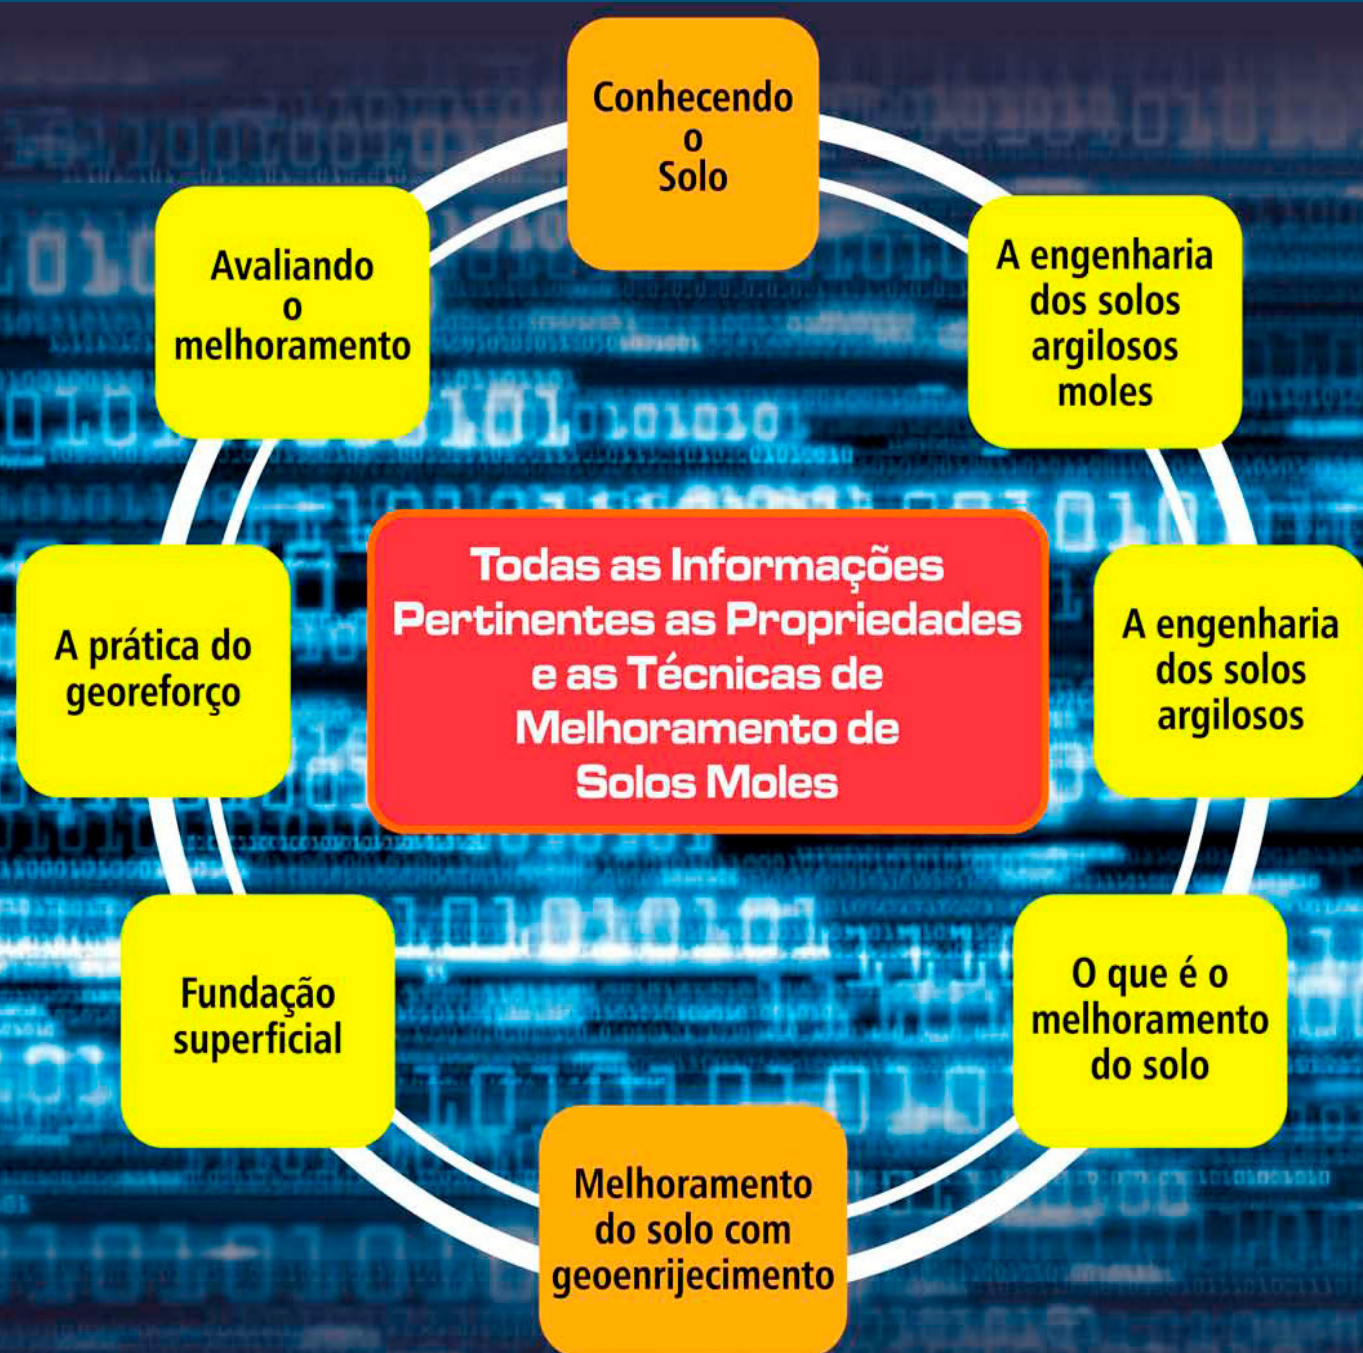 Conhecendo
o
Solo
A engenharia
dos solos
argilosos
moles
A engenharia
dos solos
argilosos
O que é o
melhoramento
do solo
Melhoramento
do solo com
geoenrijecimento
Fundação
superficial
A prática do
georeforço
Avaliando
o
melhoramento
Todas as Informações
Pertinentes as Propriedades
e as Técnicas de
Melhoramento de
Solos Moles